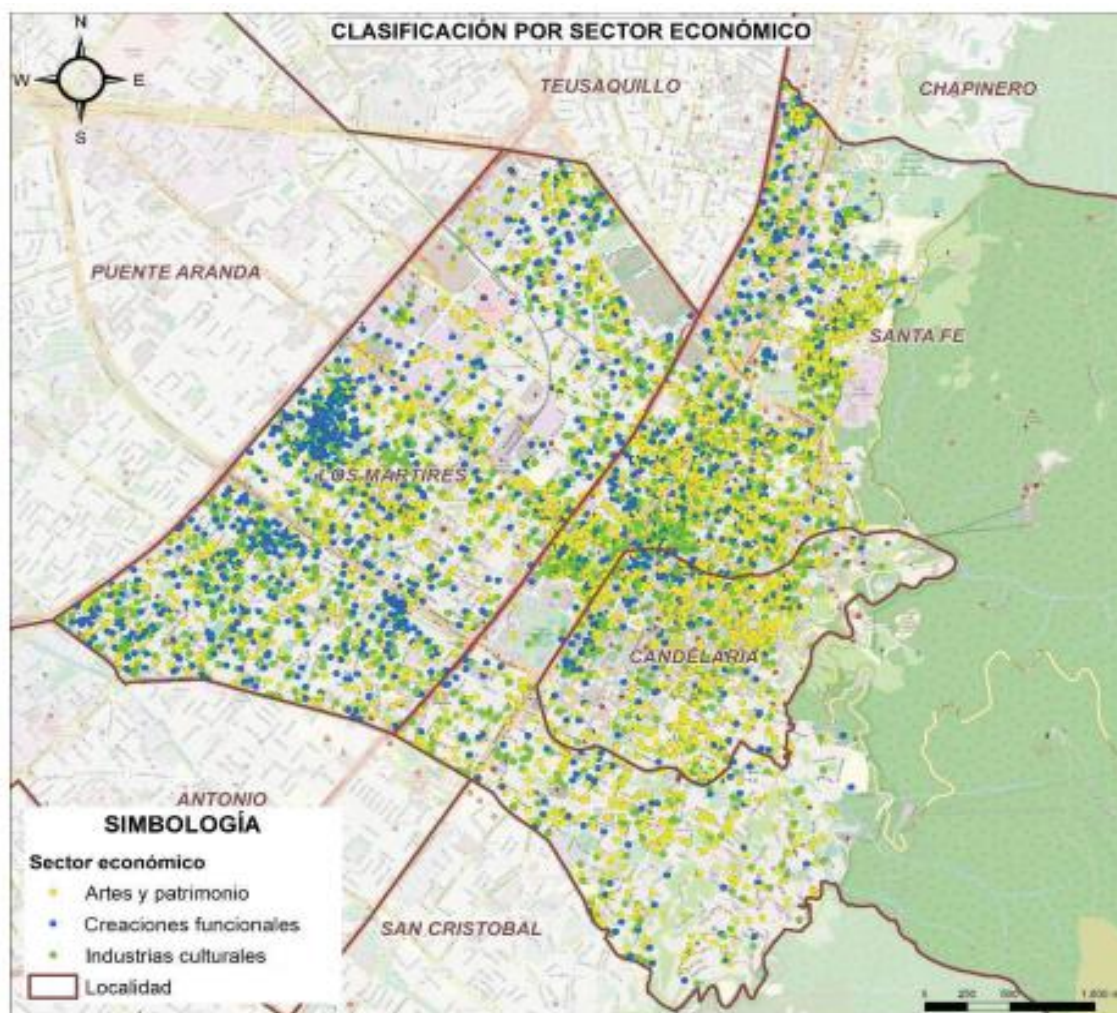 CLASIFICACIÓN POR SECTOR ECONÓMICO
N
W
E
S
TEUSAQUILLO
CHAPINERO
PUENTE ARANDA
SANTA FE
LOS MARTIRES
CANDELARIA
ANTONIO
SAN CRISTOBAL
SIMBOLOGÍA
Sector económico
Artes y patrimonio
Creaciones funcionales
Industrias culturales
Localidad